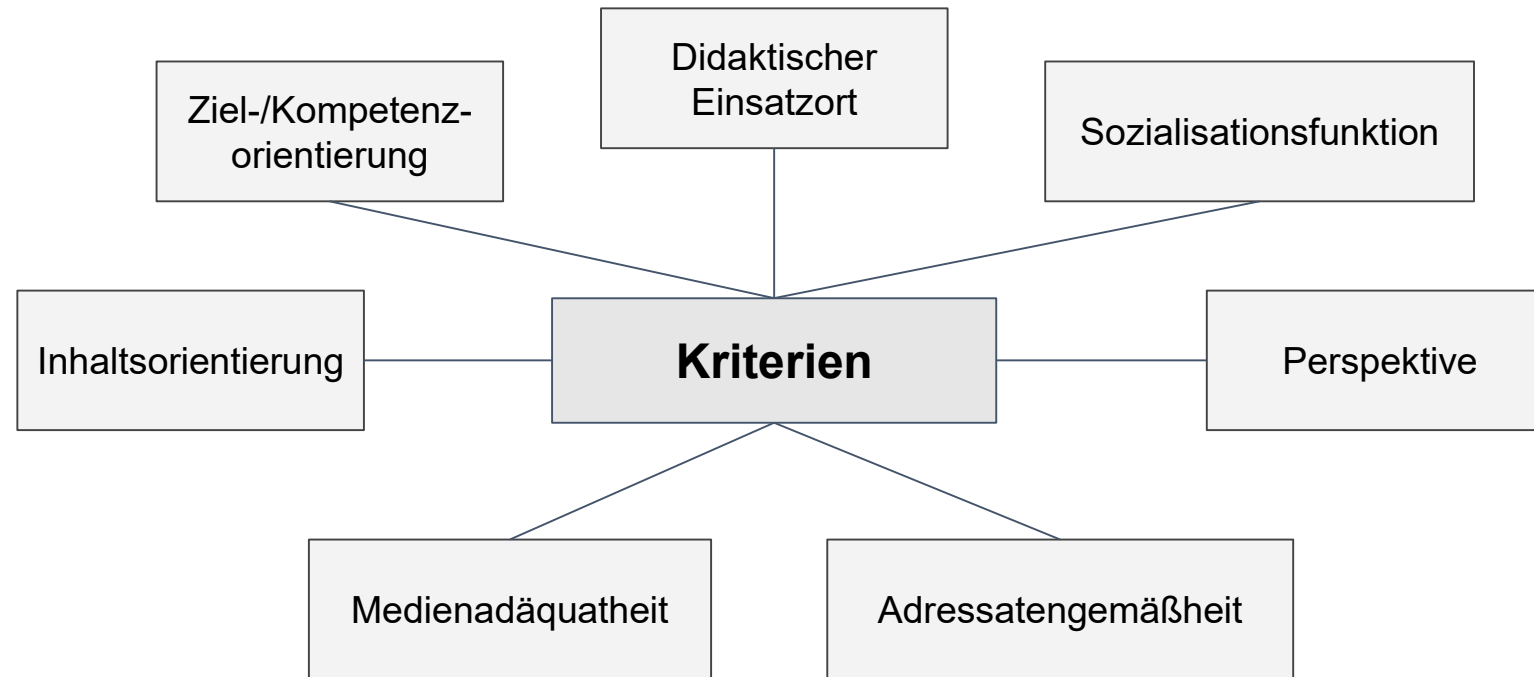 Didaktischer
Einsatzort
Ziel-/Kompetenz-
orientierung
Sozialisationsfunktion
Inhaltsorientierung
Kriterien
Perspektive
Medienadäquatheit
Adressatengemäßheit